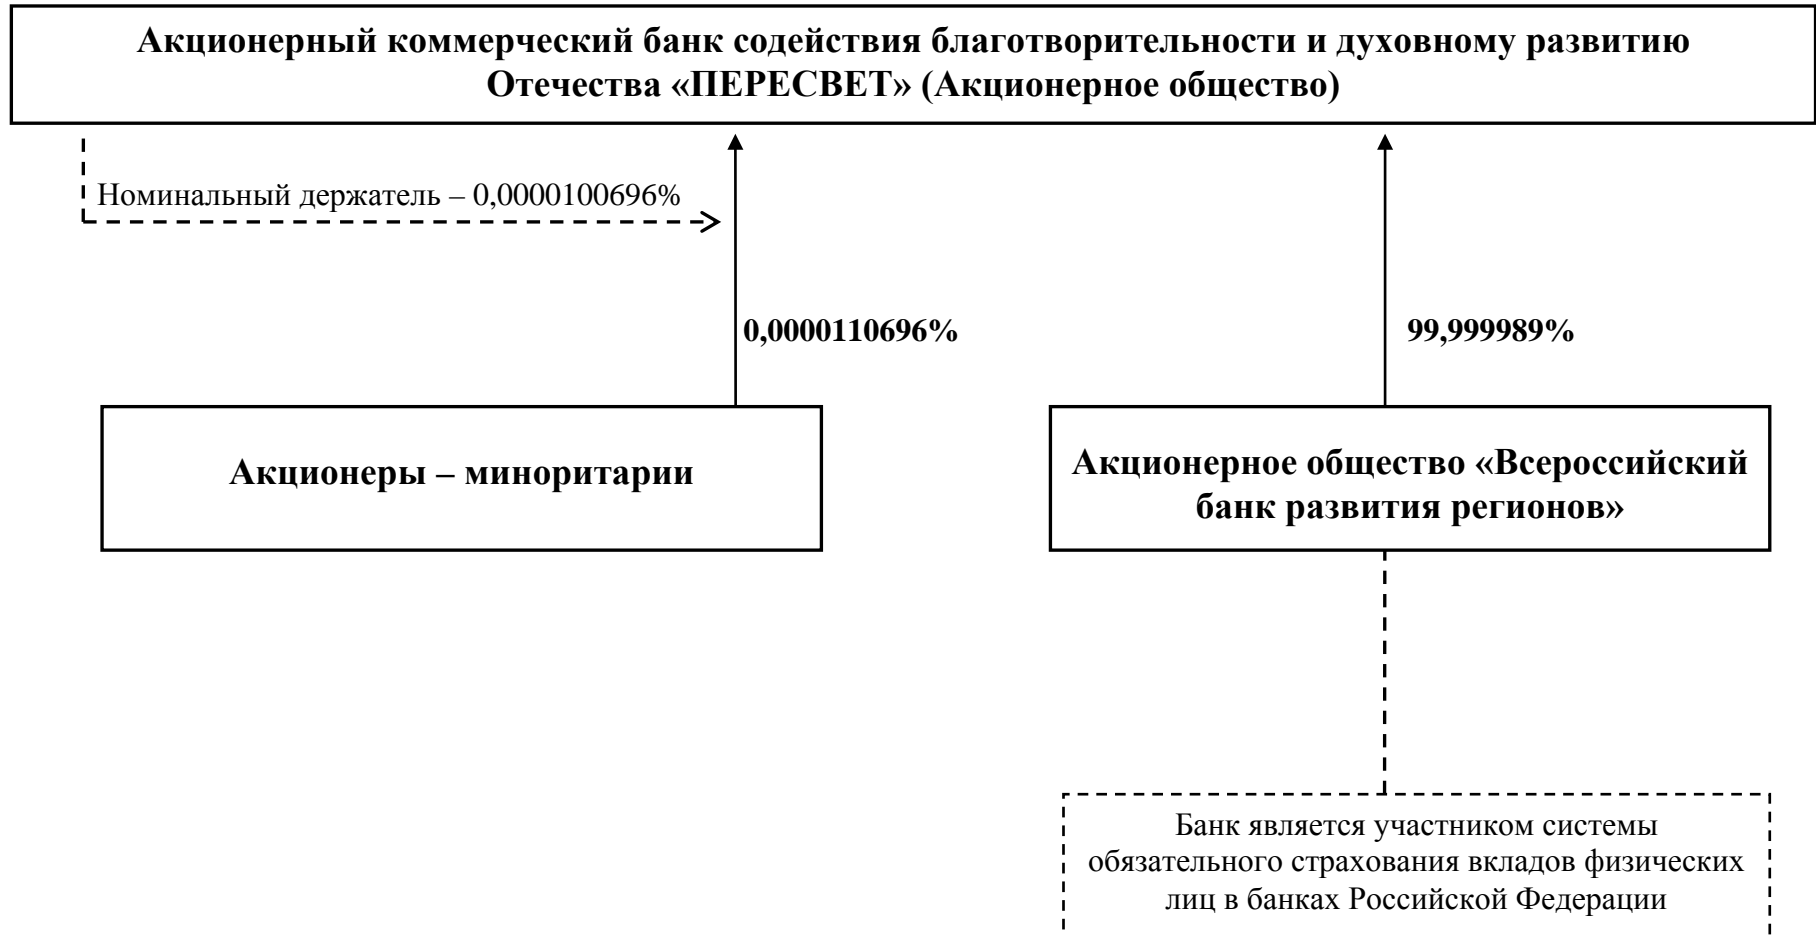 Акционерный коммерческий банк содействия благотворительности и духовному развитию
Отечества «ПЕРЕСВЕТ» (Акционерное общество)
Номинальный держатель – 0,0000100696%
0,0000110696%
99,999989%
Акционеры – миноритарии
Акционерное общество «Всероссийский
банк развития регионов»
Банк является участником системы
обязательного страхования вкладов физических
лиц в банках Российской Федерации